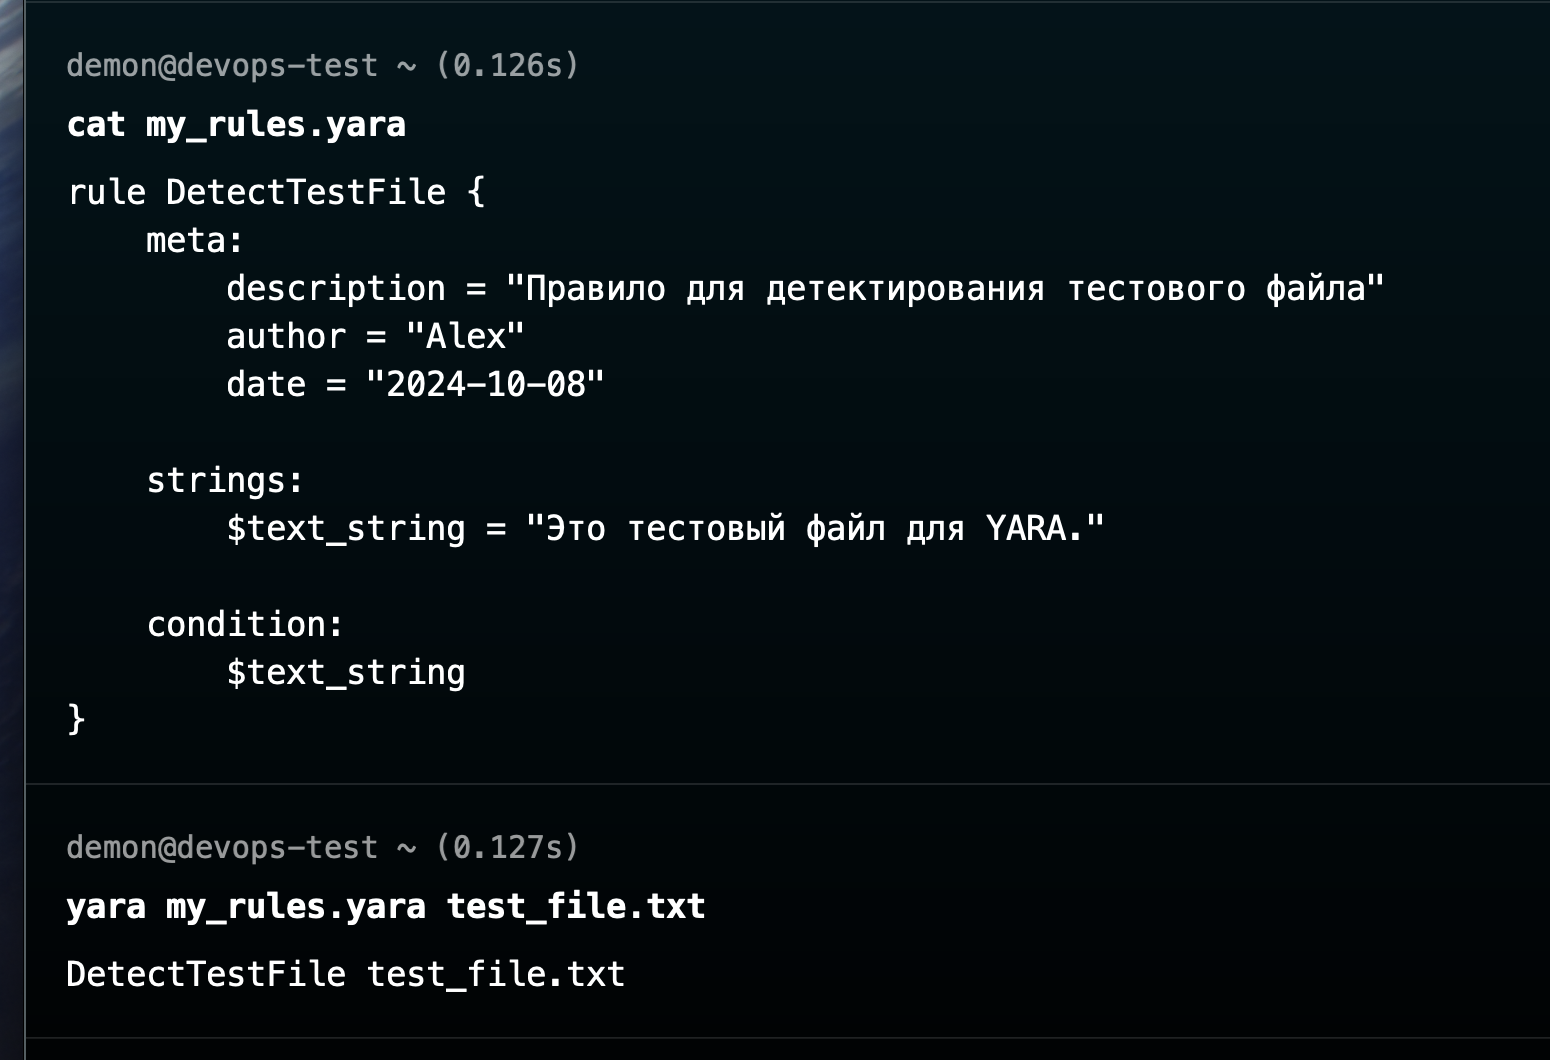 demon@devops-test ~ (0.126s)
cat my_rules.yara
rule DetectTestFile {
    meta:
        description = "Правило для детектирования тестового файла"
        author = "Alex"
        date = "2024-10-08"

    strings:
        $text_string = "Это тестовый файл для YARA."

    condition:
        $text_string
}
demon@devops-test ~ (0.127s)
yara my_rules.yara test_file.txt
DetectTestFile test_file.txt